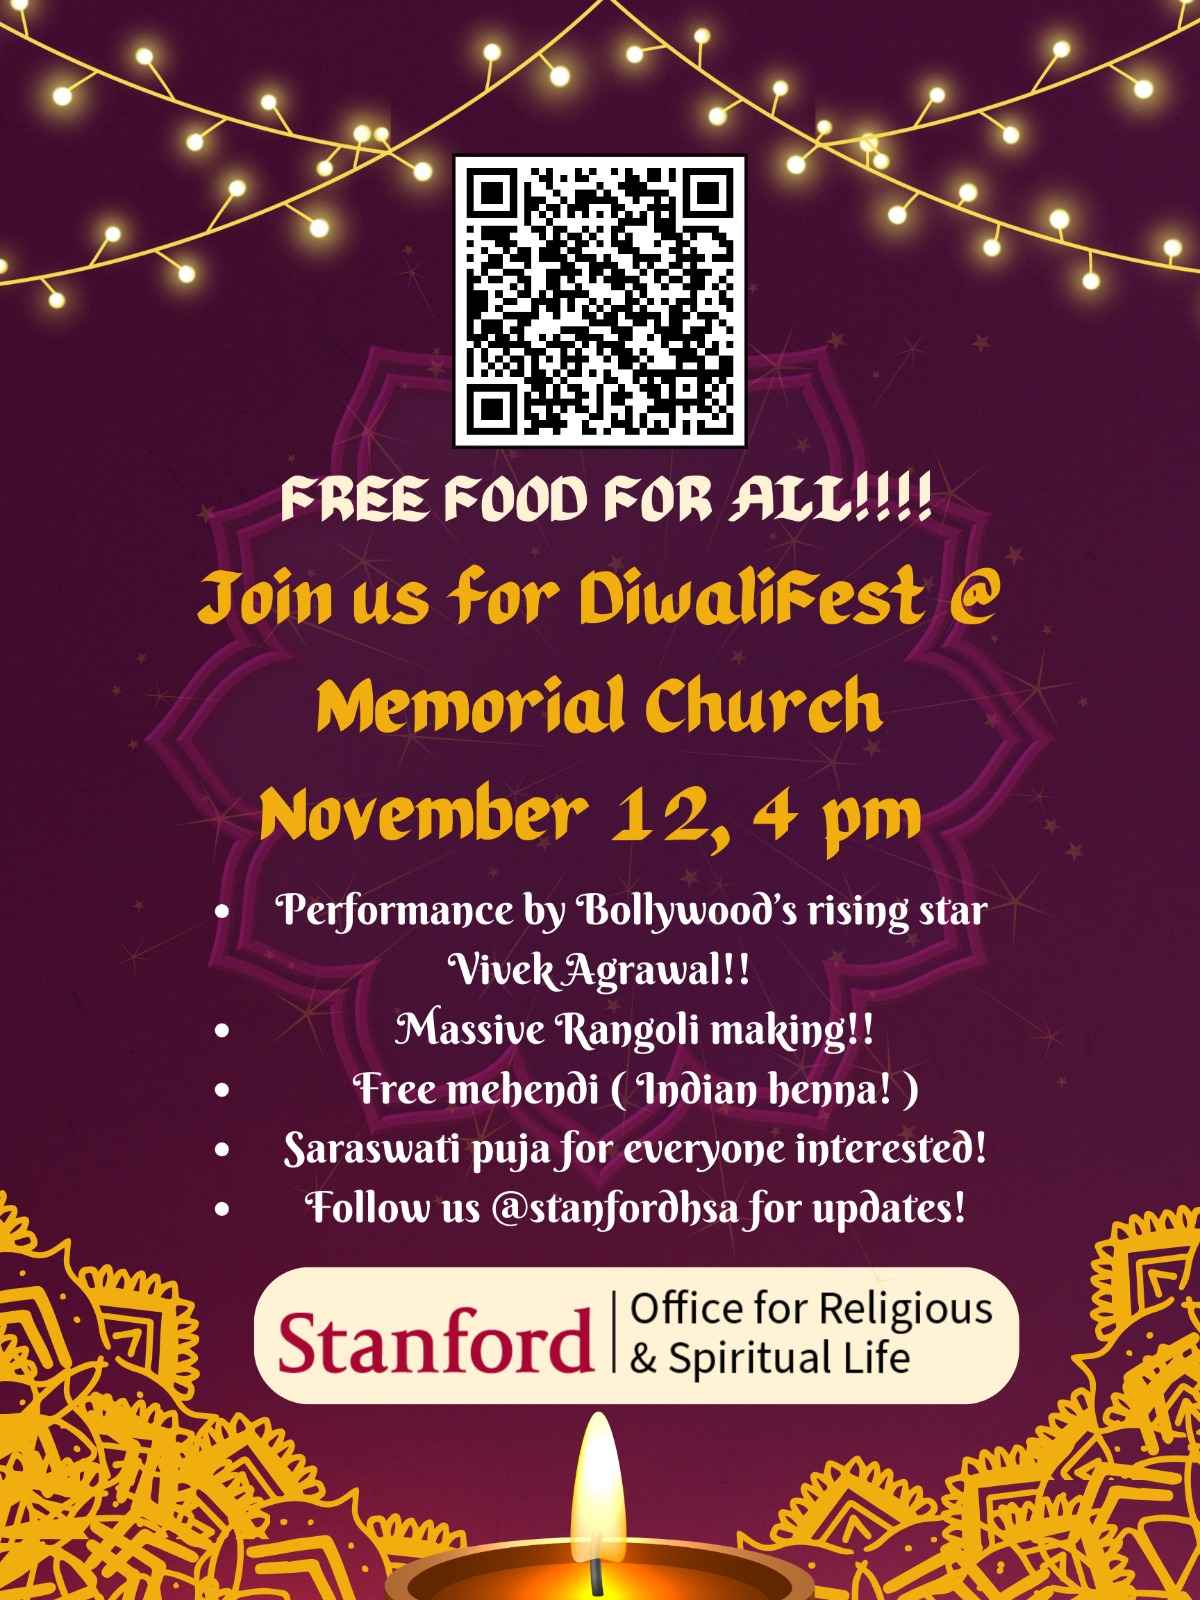 FREE FOOD FOR ALL!!!!
Join us for DiwaliFest @
Memorial Church
November 12, 4 pm
• Performance by Bollywood's rising star
Vivek Agrawal!!
• Massive Rangoli making!!
• Free mehendi ( Indian henna! )
• Saraswati puja for everyone interested!
• Follow us @stanfordhsa for updates!
Stanford | Office for Religious
& Spiritual Life